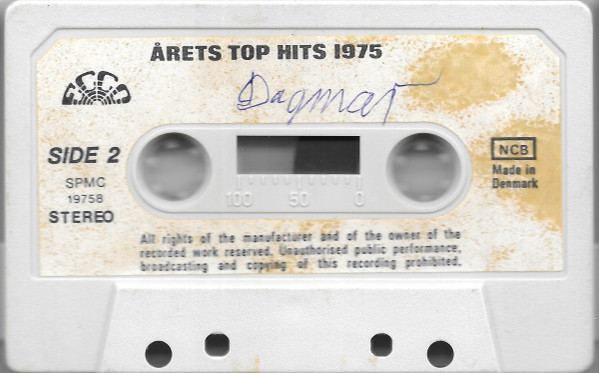 ÅRETS TOP HITS 1975
Dagmar
SIDE 2
SPMC
19758
STEREO
NCB
Made in
Denmark
100 50 0
All rights of the manufacturer and of the owner of the
recorded work reserved. Unauthorised public performance,
broadcasting and copying of this recording prohibited.